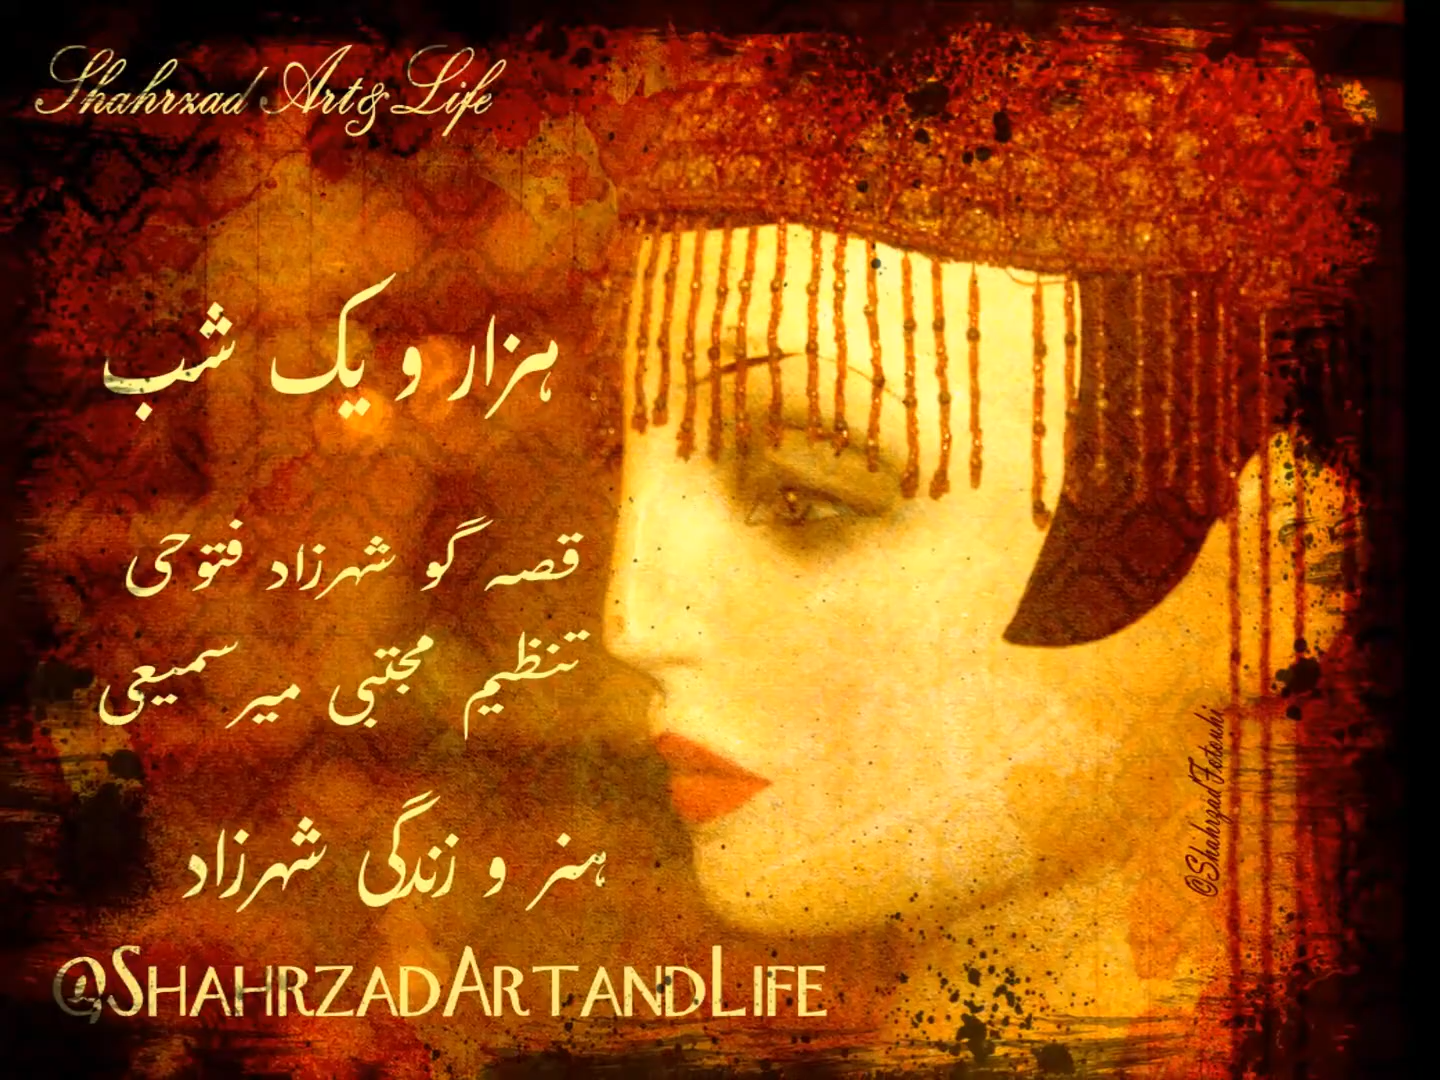 Shahrzad Art & Life
هزار و یک شب
قصه گو شهرزاد فتوحی
تنظیم مجتبی میر سمیعی
هنر و زندگی شهرزاد
@SHAHRZADARTANDLIFE
@ShahrzadFotouhi